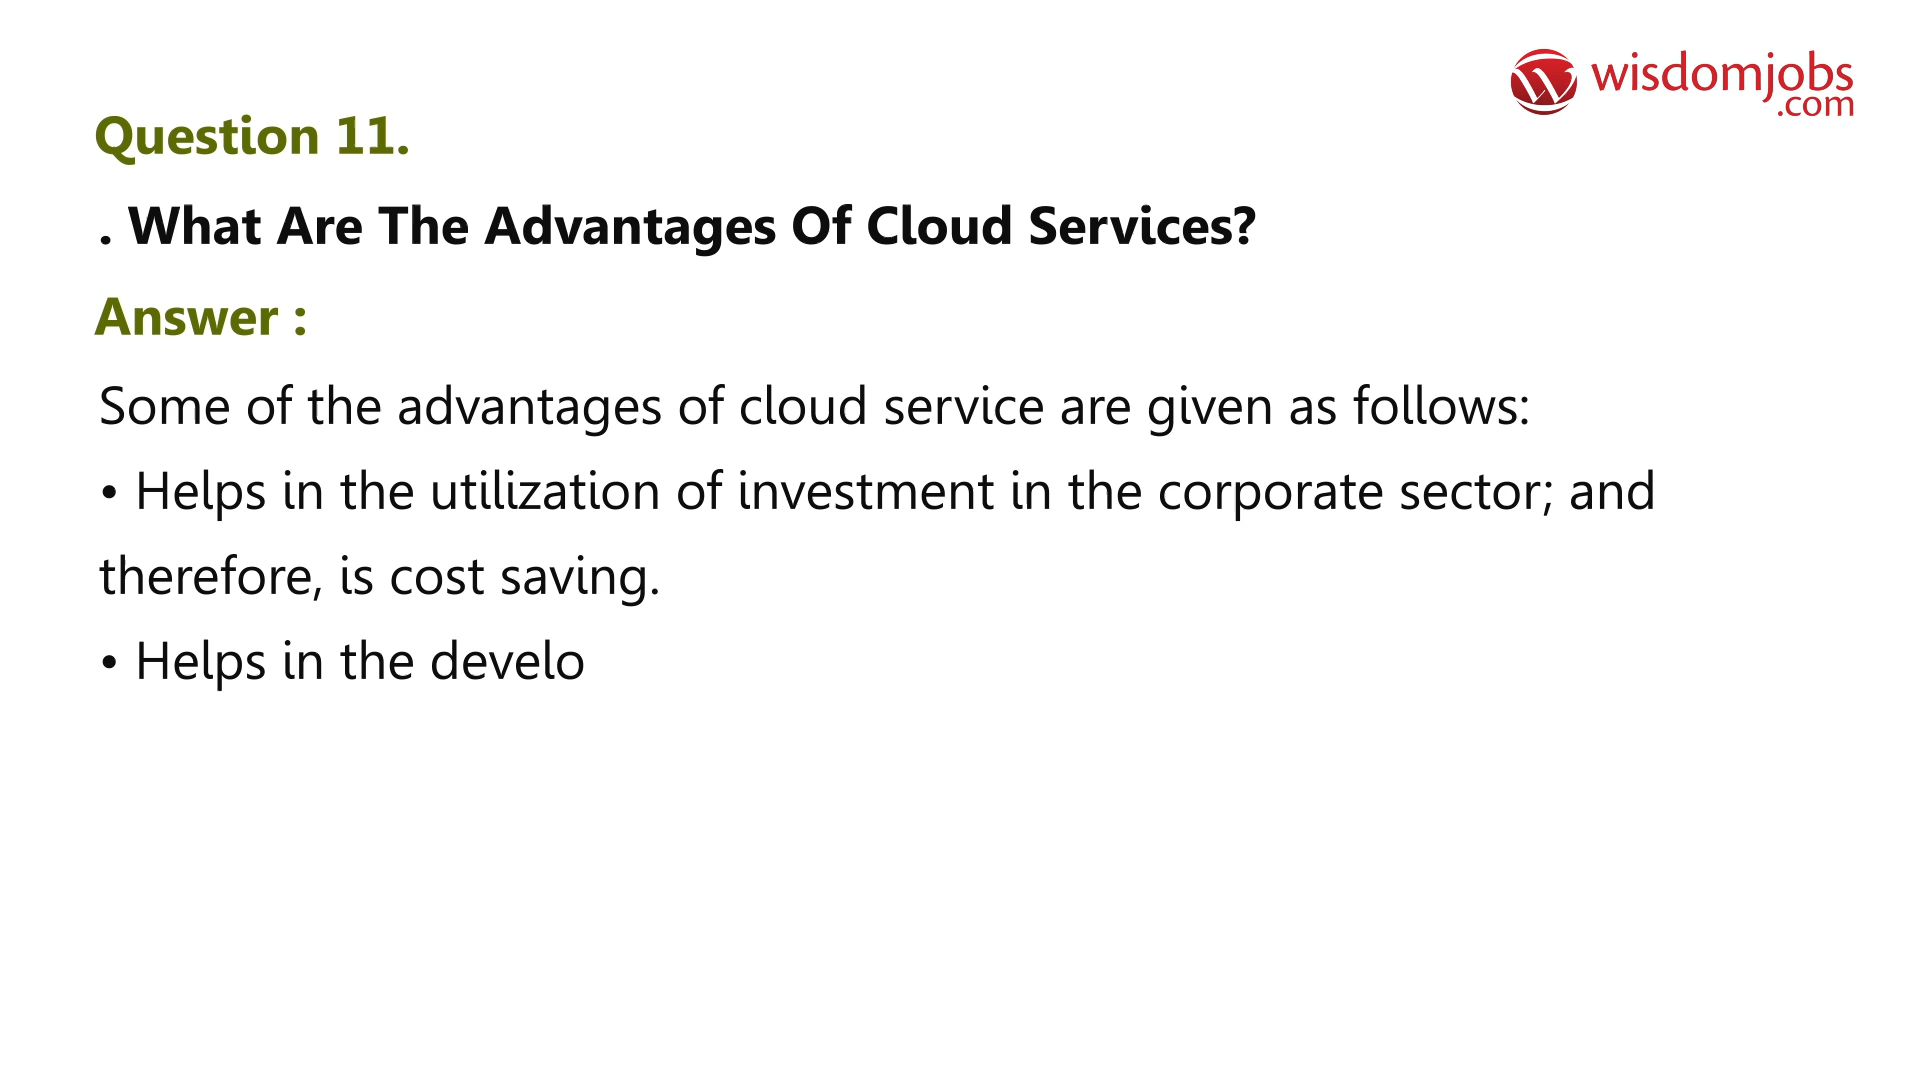 wisdomjobs
.com
Question 11.
. What Are The Advantages Of Cloud Services?
Answer :
Some of the advantages of cloud service are given as follows:
• Helps in the utilization of investment in the corporate sector; and
therefore, is cost saving.
• Helps in the develo